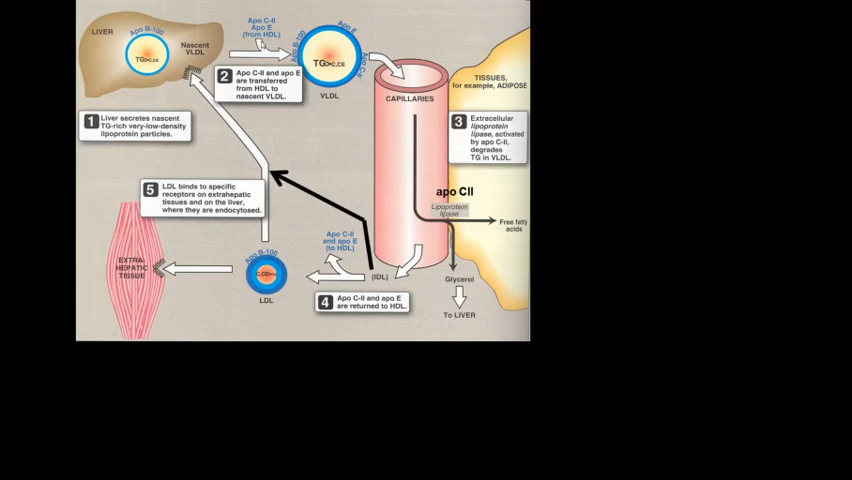 LIVER
Apo B-100
TG>C,CE
Nascent
VLDL
Apo C-II
Apo E
(from HDL)
Apo B-100
Apo E
Apo C-II
TG>C,CE
VLDL
2 Apo C-II and apo E
are transferred
from HDL to
nascent VLDL.
CAPILLARIES
TISSUES,
for example, ADIPOSE
1 Liver secretes nascent
TG-rich very-low-density
lipoprotein particles.
3 Extracellular
lipoprotein
lipase, activated
by apo C-II,
degrades
TG in VLDL.
5 LDL binds to specific
receptors on extrahepatic
tissues and on the liver,
where they are endocytosed.
apo CII
Lipoprotein
lipase
Free fatty
acids
EXTRA-
HEPATIC
TISSUE
Apo B-100
LDL
Apo C-II
and apo E
(to HDL)
(IDL)
4 Apo C-II and apo E
are returned to HDL.
Glycerol
To LIVER